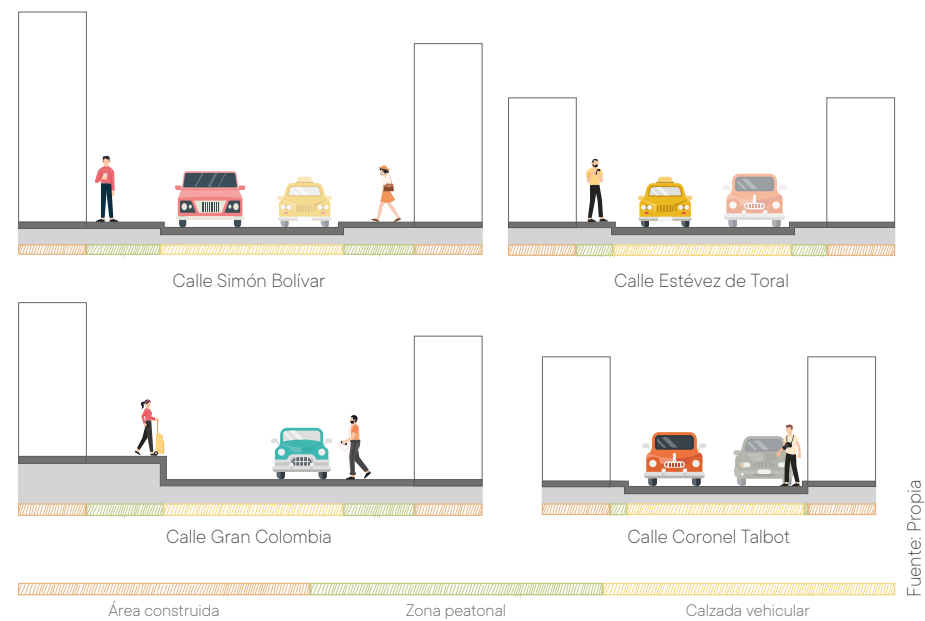 Calle Simón Bolívar
Calle Estévez de Toral
Calle Gran Colombia
Calle Coronel Talbot
Fuente: Propia
Área construida
Zona peatonal
Calzada vehicular